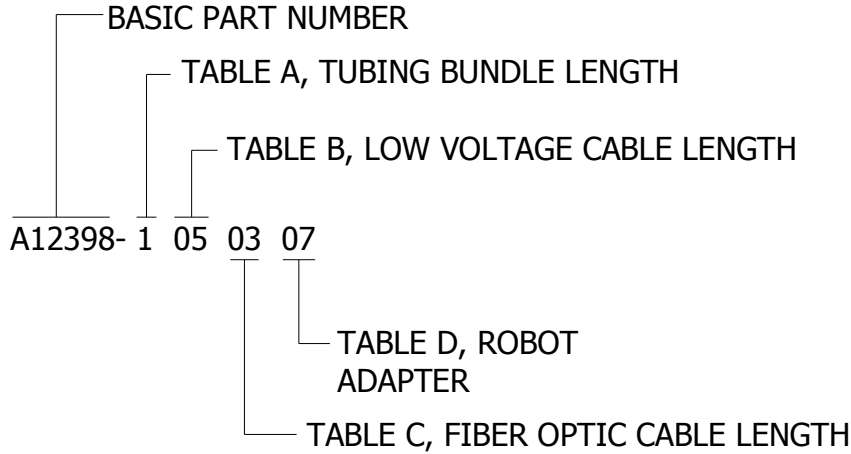 BASIC PART NUMBER
TABLE A, TUBING BUNDLE LENGTH
TABLE B, LOW VOLTAGE CABLE LENGTH
A12398- 1 05 03 07
TABLE D, ROBOT
ADAPTER
TABLE C, FIBER OPTIC CABLE LENGTH